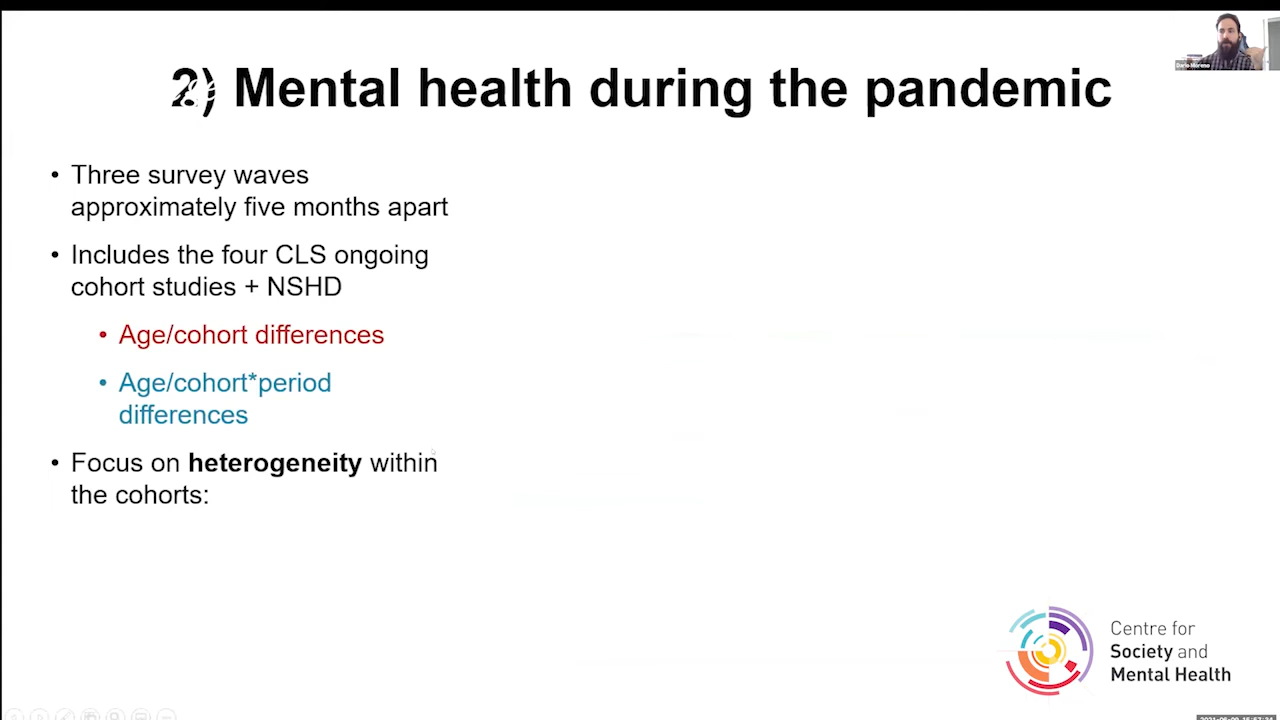 2) Mental health during the pandemic
Dario Moreno
• Three survey waves
approximately five months apart
• Includes the four CLS ongoing
cohort studies + NSHD
• Age/cohort differences
• Age/cohort*period
differences
• Focus on heterogeneity within
the cohorts:
Centre for
Society and
Mental Health